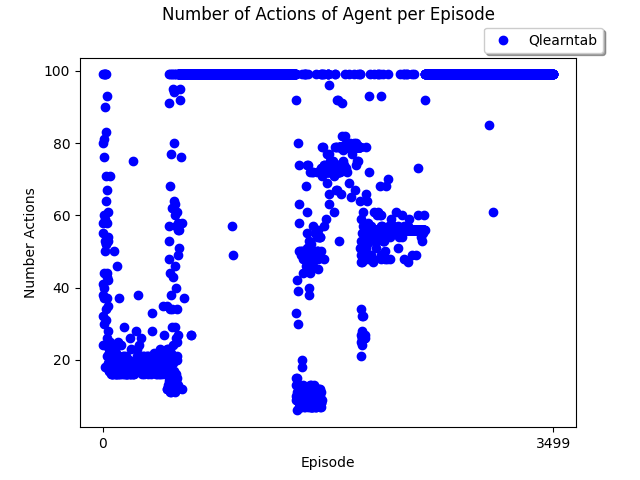 Number of Actions of Agent per Episode
Qlearntab
100
80
60
40
20
Number Actions
0
3499
Episode